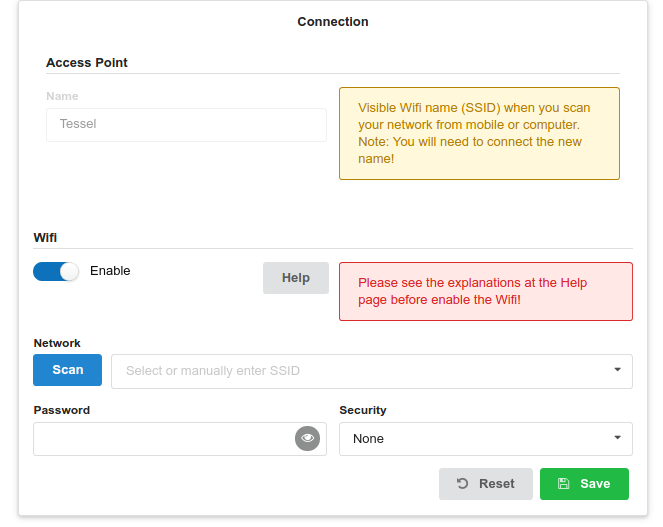 Connection
Access Point
Name
Tessel
Visible Wifi name (SSID) when you scan
your network from mobile or computer.
Note: You will need to connect the new
name!
Wifi
Enable
Help
Please see the explanations at the Help
page before enable the Wifi!
Network
Scan
Select or manually enter SSID
Password
Security
None
Reset
Save